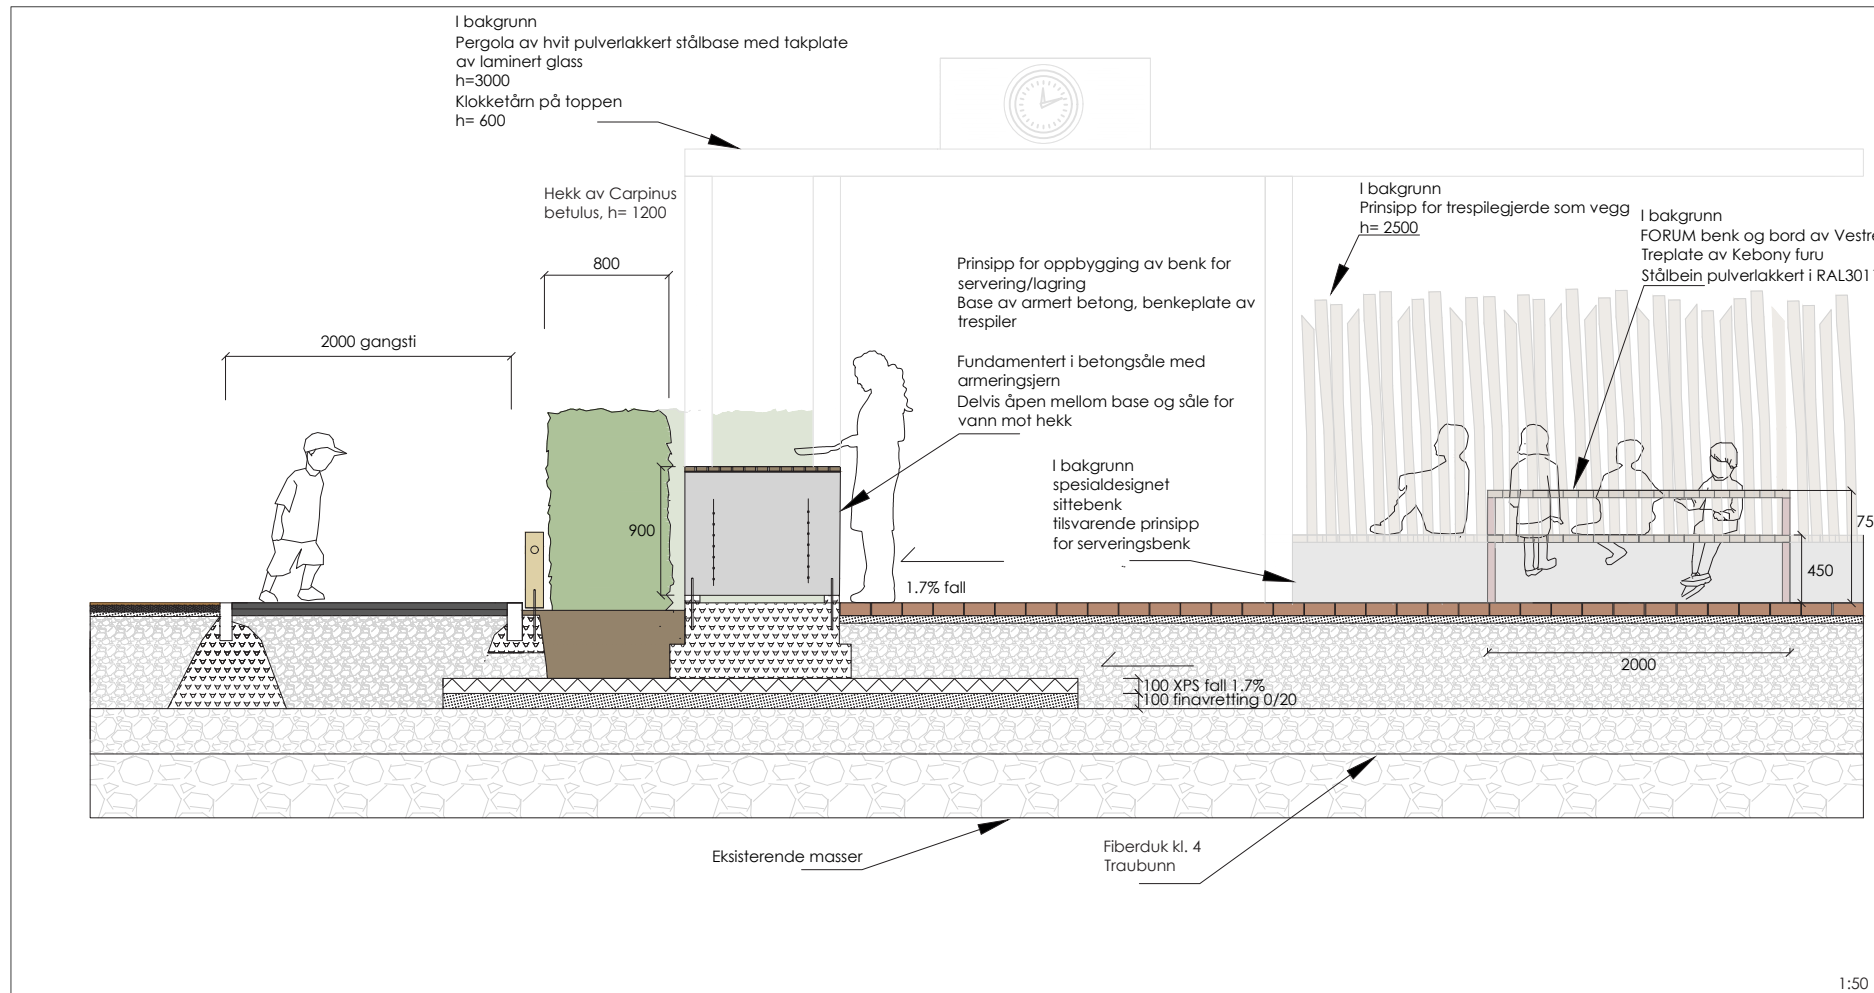 I bakgrunn
Pergola av hvit pulverlakkert stålbase med takplate
av laminert glass
h=3000
Klokketårn på toppen
h= 600
Hekk av Carpinus
betulus, h= 1200
I bakgrunn
Prinsipp for trespilegjerde som vegg
h= 2500
I bakgrunn
FORUM benk og bord av Vestre
Treplate av Kebony furu
Stålbein pulverlakkert i RAL301
800
Prinsipp for oppbygging av benk for
servering/lagring
Base av armert betong, benkeplate av
trespiler
2000 gangsti
Fundamentert i betongsåle med
armeringsjern
Delvis åpen mellom base og såle for
vann mot hekk
I bakgrunn
spesialdesignet
sittebenk
tilsvarende prinsipp
for serveringsbenk
900
75
450
1.7% fall
2000
100 XPS fall 1.7%
100 finavretting 0/20
Eksisterende masser
Fiberduk kl. 4
Traubunn
1:50